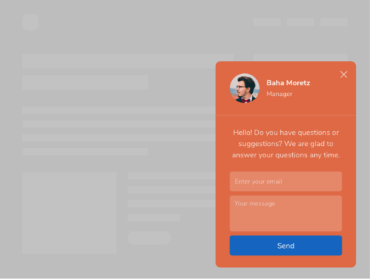 Baha Moretz
Manager
Hello! Do you have questions or
suggestions? We are glad to
answer your questions any time.
Enter your email
Your message
Send